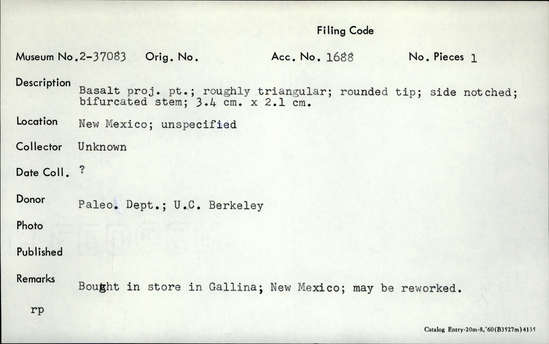 Filing Code
Museum No. 2-37083 Orig. No. Acc. No. 1688 No. Pieces 1
Description Basalt proj. pt.; roughly triangular; rounded tip; side notched;
bifurcated stem; 3.4 cm. x 2.1 cm.
Location New Mexico; unspecified
Collector Unknown
Date Coll. ?
Donor Paleo. Dept.; U.C. Berkeley
Photo
Published
Remarks Bought in store in Gallina; New Mexico; may be reworked.
rp
Catalog Entry-20m-8,'60(B3927m)4155